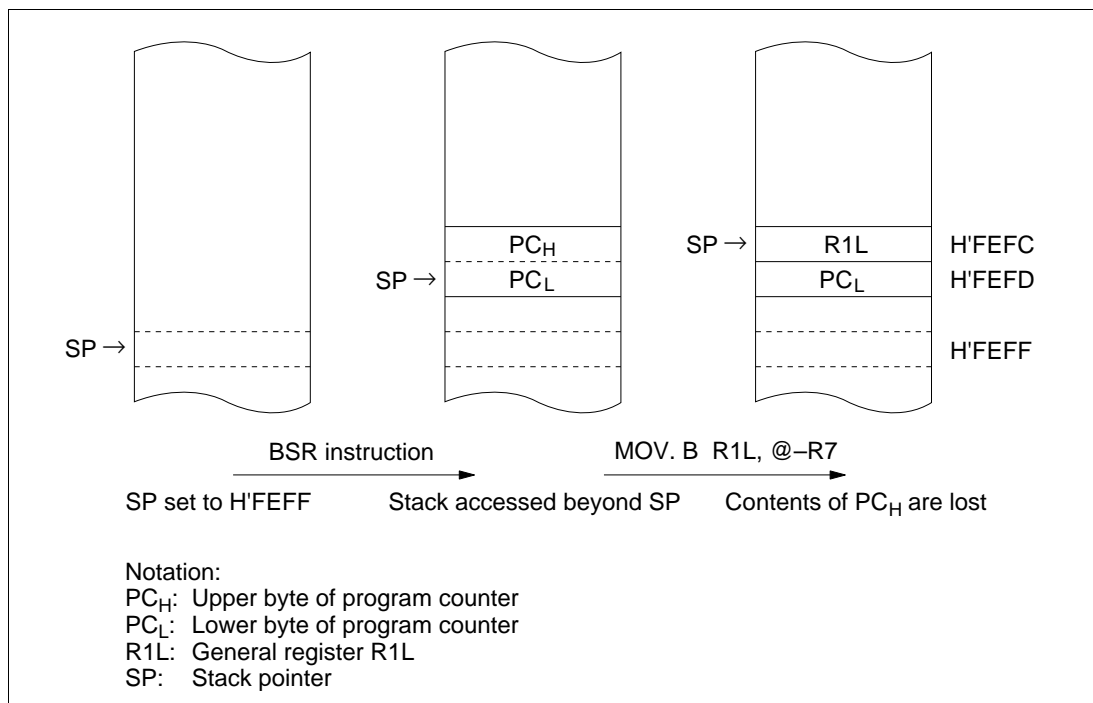 PCH
SP → R1L H'FEFC
SP → PCL PCL H'FEFD
SP → H'FEFF
BSR instruction MOV. B R1L, @–R7
SP set to H'FEFF Stack accessed beyond SP Contents of PCH are lost
Notation:
PCH: Upper byte of program counter
PCL: Lower byte of program counter
R1L: General register R1L
SP: Stack pointer